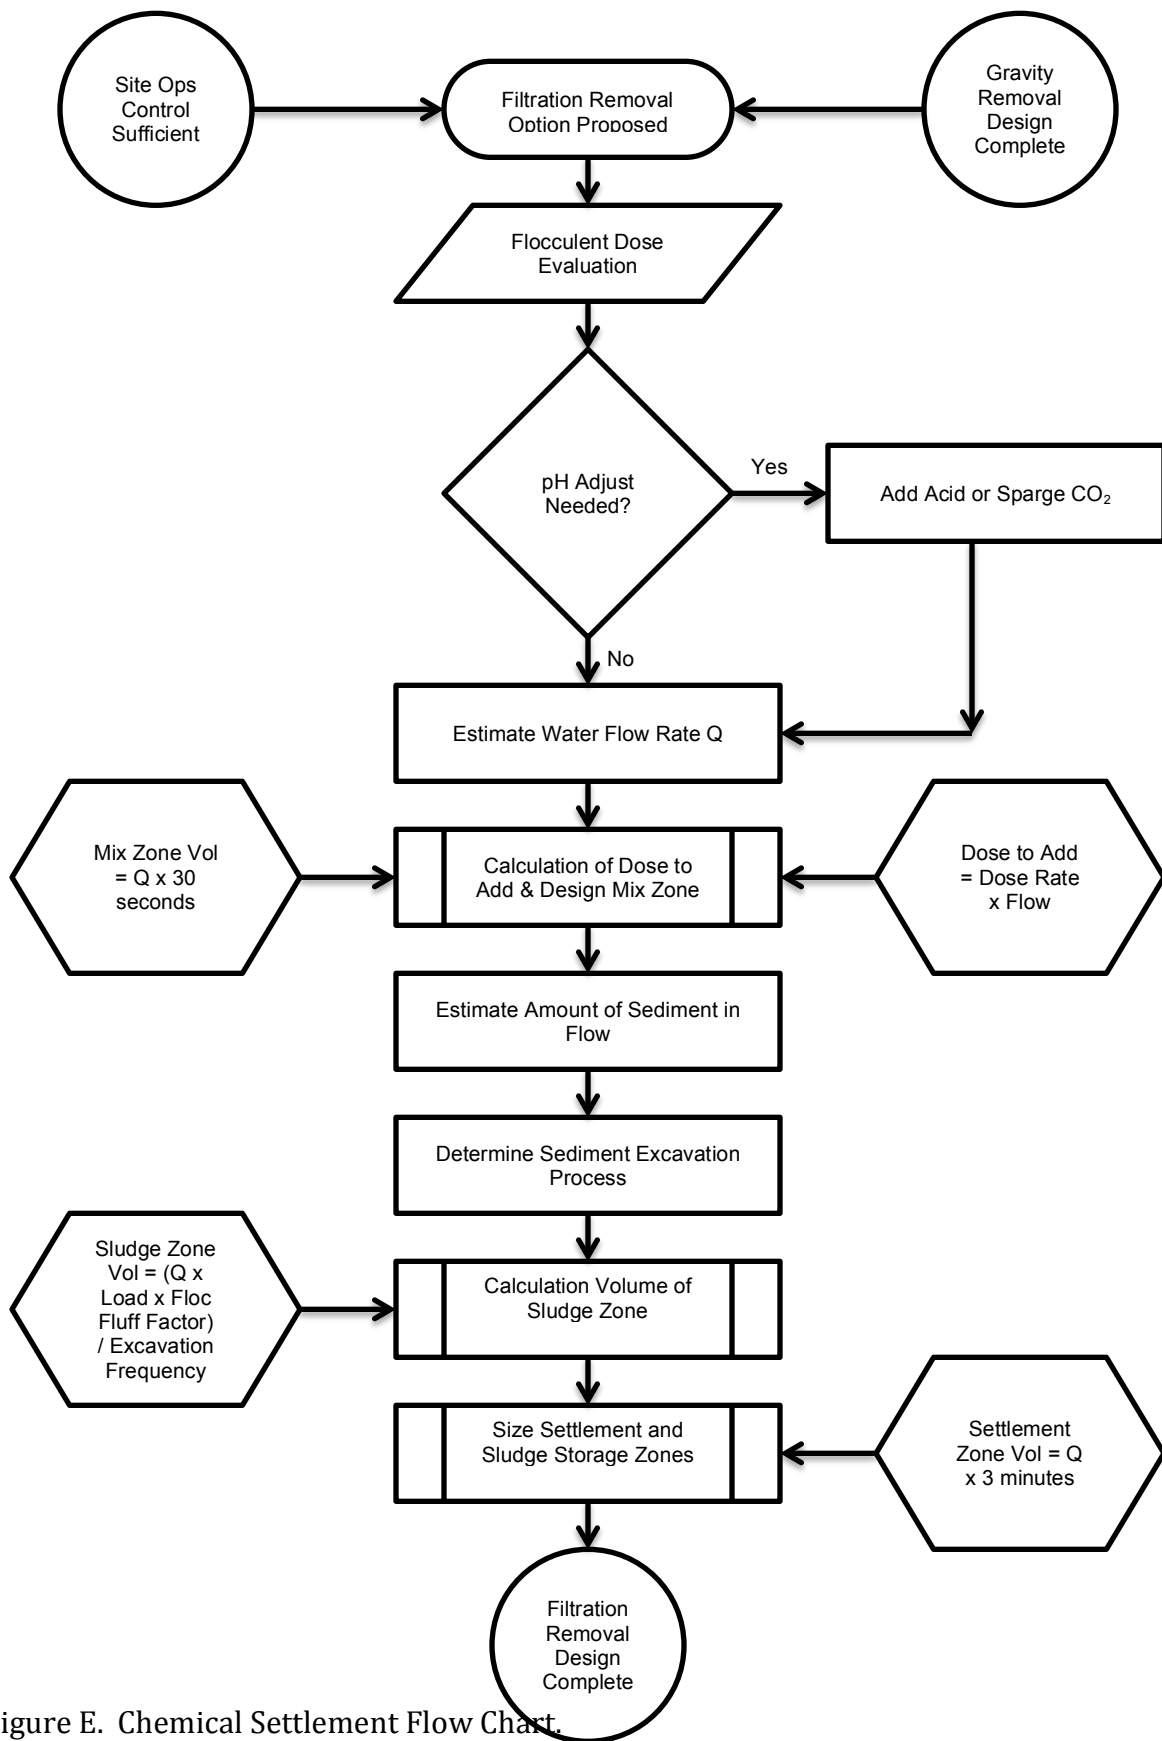 Site Ops
Control
Sufficient
Filtration Removal
Option Proposed
Gravity
Removal
Design
Complete
Flocculent Dose
Evaluation
pH Adjust
Needed?
Yes
Add Acid or Sparge CO₂
No
Estimate Water Flow Rate Q
Mix Zone Vol
= Q x 30
seconds
Calculation of Dose to
Add & Design Mix Zone
Dose to Add
= Dose Rate
x Flow
Estimate Amount of Sediment in
Flow
Determine Sediment Excavation
Process
Sludge Zone
Vol = (Q x
Load x Floc
Fluff Factor)
/ Excavation
Frequency
Calculation Volume of
Sludge Zone
Size Settlement and
Sludge Storage Zones
Settlement
Zone Vol = Q
x 3 minutes
Filtration
Removal
Design
Complete
igure E.  Chemical Settlement Flow Chart.